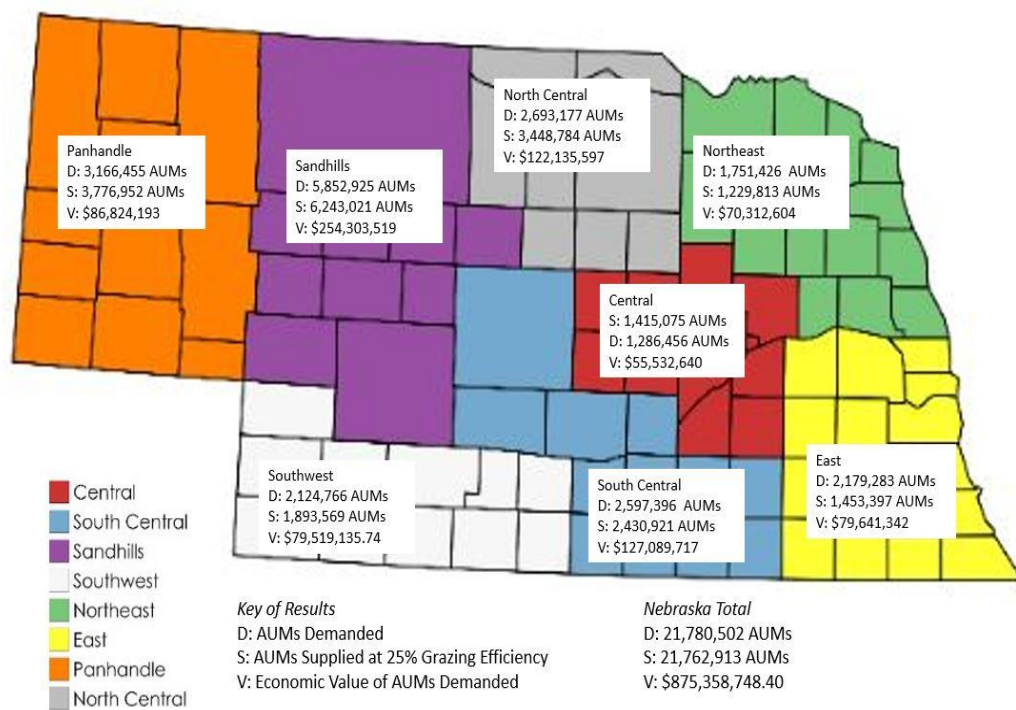 North Central
D: 2,693,177 AUMs
S: 3,448,784 AUMs
V: $122,135,597
Panhandle
D: 3,166,455 AUMs
S: 3,776,952 AUMs
V: $86,824,193
Sandhills
D: 5,852,925 AUMs
S: 6,243,021 AUMs
V: $254,303,519
Northeast
D: 1,751,426 AUMs
S: 1,229,813 AUMs
V: $70,312,604
Central
S: 1,415,075 AUMs
D: 1,286,456 AUMs
V: $55,532,640
Southwest
D: 2,124,766 AUMs
S: 1,893,569 AUMs
V: $79,519,135.74
South Central
D: 2,597,396 AUMs
S: 2,430,921 AUMs
V: $127,089,717
East
D: 2,179,283 AUMs
S: 1,453,397 AUMs
V: $79,641,342
Central
South Central
Sandhills
Southwest
Northeast
East
Panhandle
North Central
Key of Results
D: AUMs Demanded
S: AUMs Supplied at 25% Grazing Efficiency
V: Economic Value of AUMs Demanded
Nebraska Total
D: 21,780,502 AUMs
S: 21,762,913 AUMs
V: $875,358,748.40